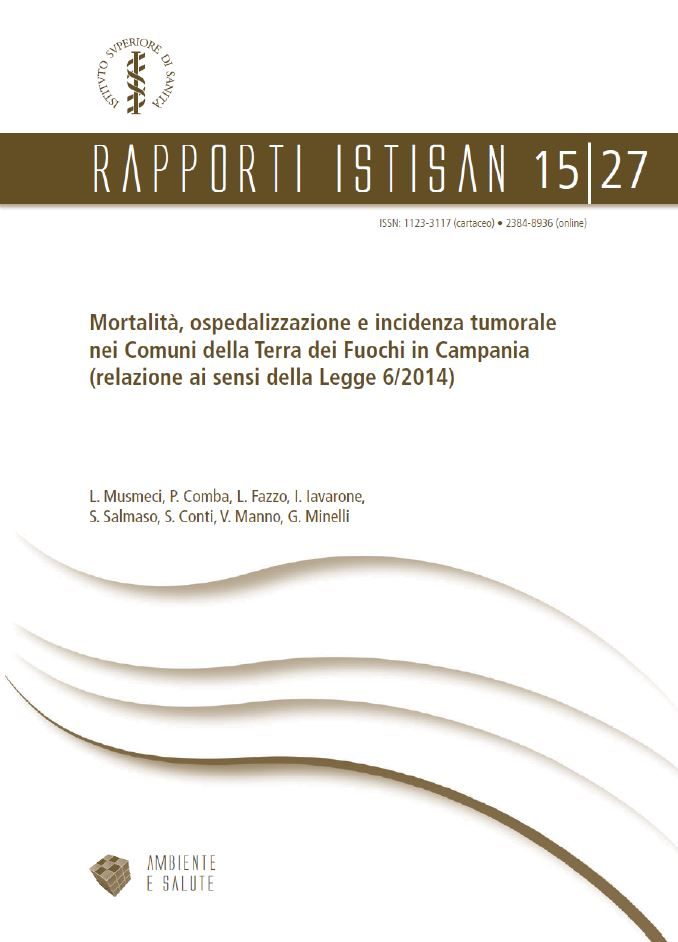 ISTITVTO SVPERIORE DI SANITÀ
RAPPORTI ISTISAN 15|27
ISSN: 1123-3117 (cartaceo) • 2384-8936 (online)
Mortalità, ospedalizzazione e incidenza tumorale
nei Comuni della Terra dei Fuochi in Campania
(relazione ai sensi della Legge 6/2014)
L. Musmeci, P. Comba, L. Fazzo, I. Iavarone,
S. Salmaso, S. Conti, V. Manno, G. Minelli
AMBIENTE
E SALUTE